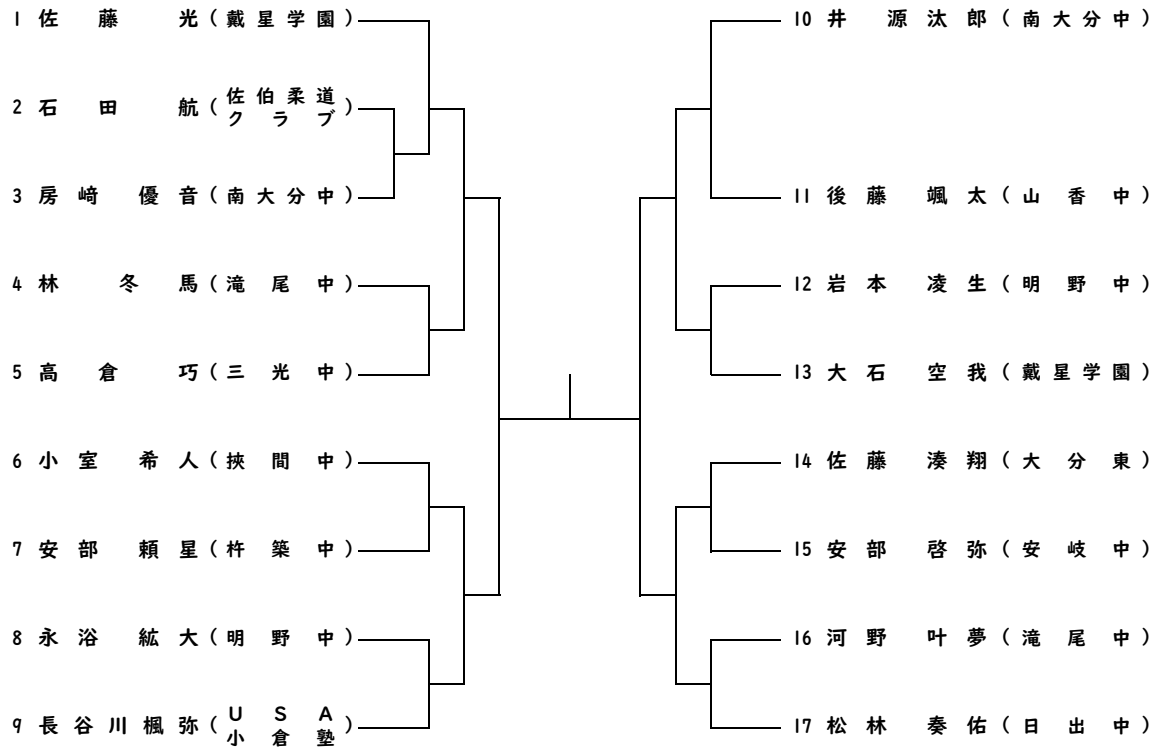 1 佐藤 光(戴星学園)
2 石田 航(佐伯柔道クラブ)
3 房﨑 優音(南大分中)
4 林 冬馬(滝尾中)
5 高倉 巧(三光中)
6 小室 希人(挾間中)
7 安部 頼星(杵築中)
8 永浴 紘大(明野中)
9 長谷川楓弥(USA小倉塾)
10 井 源汰郎(南大分中)
11 後藤 颯太(山香中)
12 岩本 凌生(明野中)
13 大石 空我(戴星学園)
14 佐藤 湊翔(大分東)
15 安部 啓弥(安岐中)
16 河野 叶夢(滝尾中)
17 松林 奏佑(日出中)